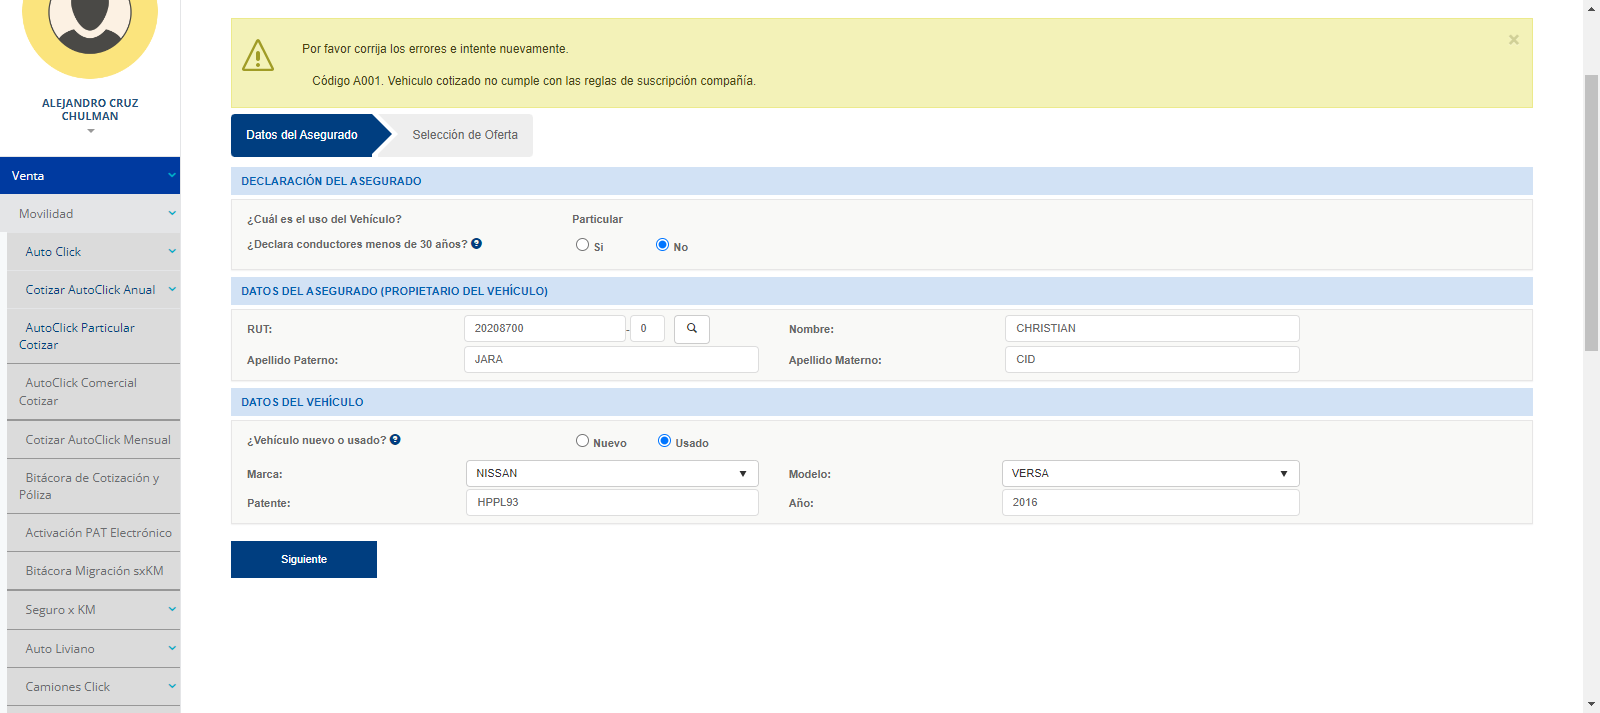 ALEJANDRO CRUZ
CHULMAN
Venta
Movilidad
Auto Click
Cotizar AutoClick Anual
AutoClick Particular
Cotizar
AutoClick Comercial
Cotizar
Cotizar AutoClick Mensual
Bitácora de Cotización y
Póliza
Activación PAT Electrónico
Bitácora Migración sxKM
Seguro x KM
Auto Liviano
Camiones Click
Por favor corrija los errores e intente nuevamente.
×
Código A001. Vehiculo cotizado no cumple con las reglas de suscripción compañía.
Datos del Asegurado
Selección de Oferta
DECLARACIÓN DEL ASEGURADO
¿Cuál es el uso del Vehículo? Particular
¿Declara conductores menos de 30 años? ? Si No
DATOS DEL ASEGURADO (PROPIETARIO DEL VEHÍCULO)
RUT: 20208700 - 0 Nombre: CHRISTIAN
Apellido Paterno: JARA Apellido Materno: CID
DATOS DEL VEHÍCULO
¿Vehículo nuevo o usado? ? Nuevo Usado
Marca: NISSAN Modelo: VERSA
Patente: HPPL93 Año: 2016
Siguiente